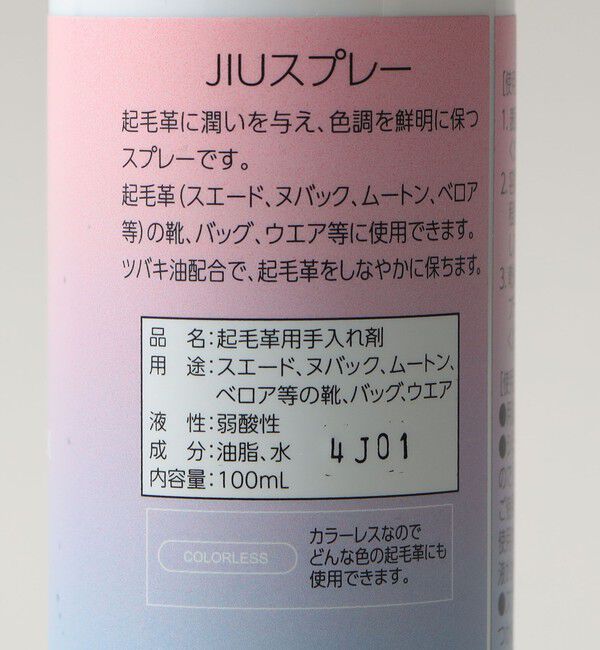 JIUスプレー
起毛革に潤いを与え、色調を鮮明に保つ
スプレーです。
起毛革(スエード、ヌバック、ムートン、ベロア
等)の靴、バッグ、ウエア等に使用できます。
ツバキ油配合で、起毛革をしなやかに保ちます。
品 名：起毛革用手入れ剤
用 途：スエード、ヌバック、ムートン、
ベロア等の靴、バッグ、ウエア
液 性：弱酸性
成 分：油脂、水
4J01
内容量：100mL
COLORLESS
カラーレスなので
どんな色の起毛革にも
使用できます。